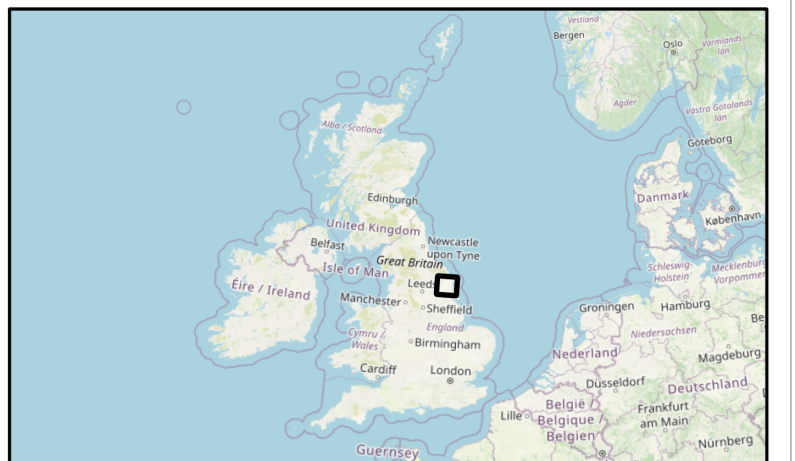 Vestland
Bergen
Oslo
Värmlands
län
Agder
Västra Götalands
län
Göteborg
Alba / Scotland
Danmark
København
Edinburgh
United Kingdom
Newcastle
upon Tyne
Belfast
Great Britain
Isle of Man
Schleswig-
Holstein
Mecklenburg-
Vorpommern
Éire / Ireland
Leeds
Manchester
Sheffield
Groningen
Hamburg
Be
England
Cymru /
Wales
Birmingham
Niedersachsen
Nederland
Magdeburg
Cardiff
London
Düsseldorf
Deutschland
België /
Belgique /
Belgien
Lille
Frankfurt
am Main
Nürnberg
Guernsey